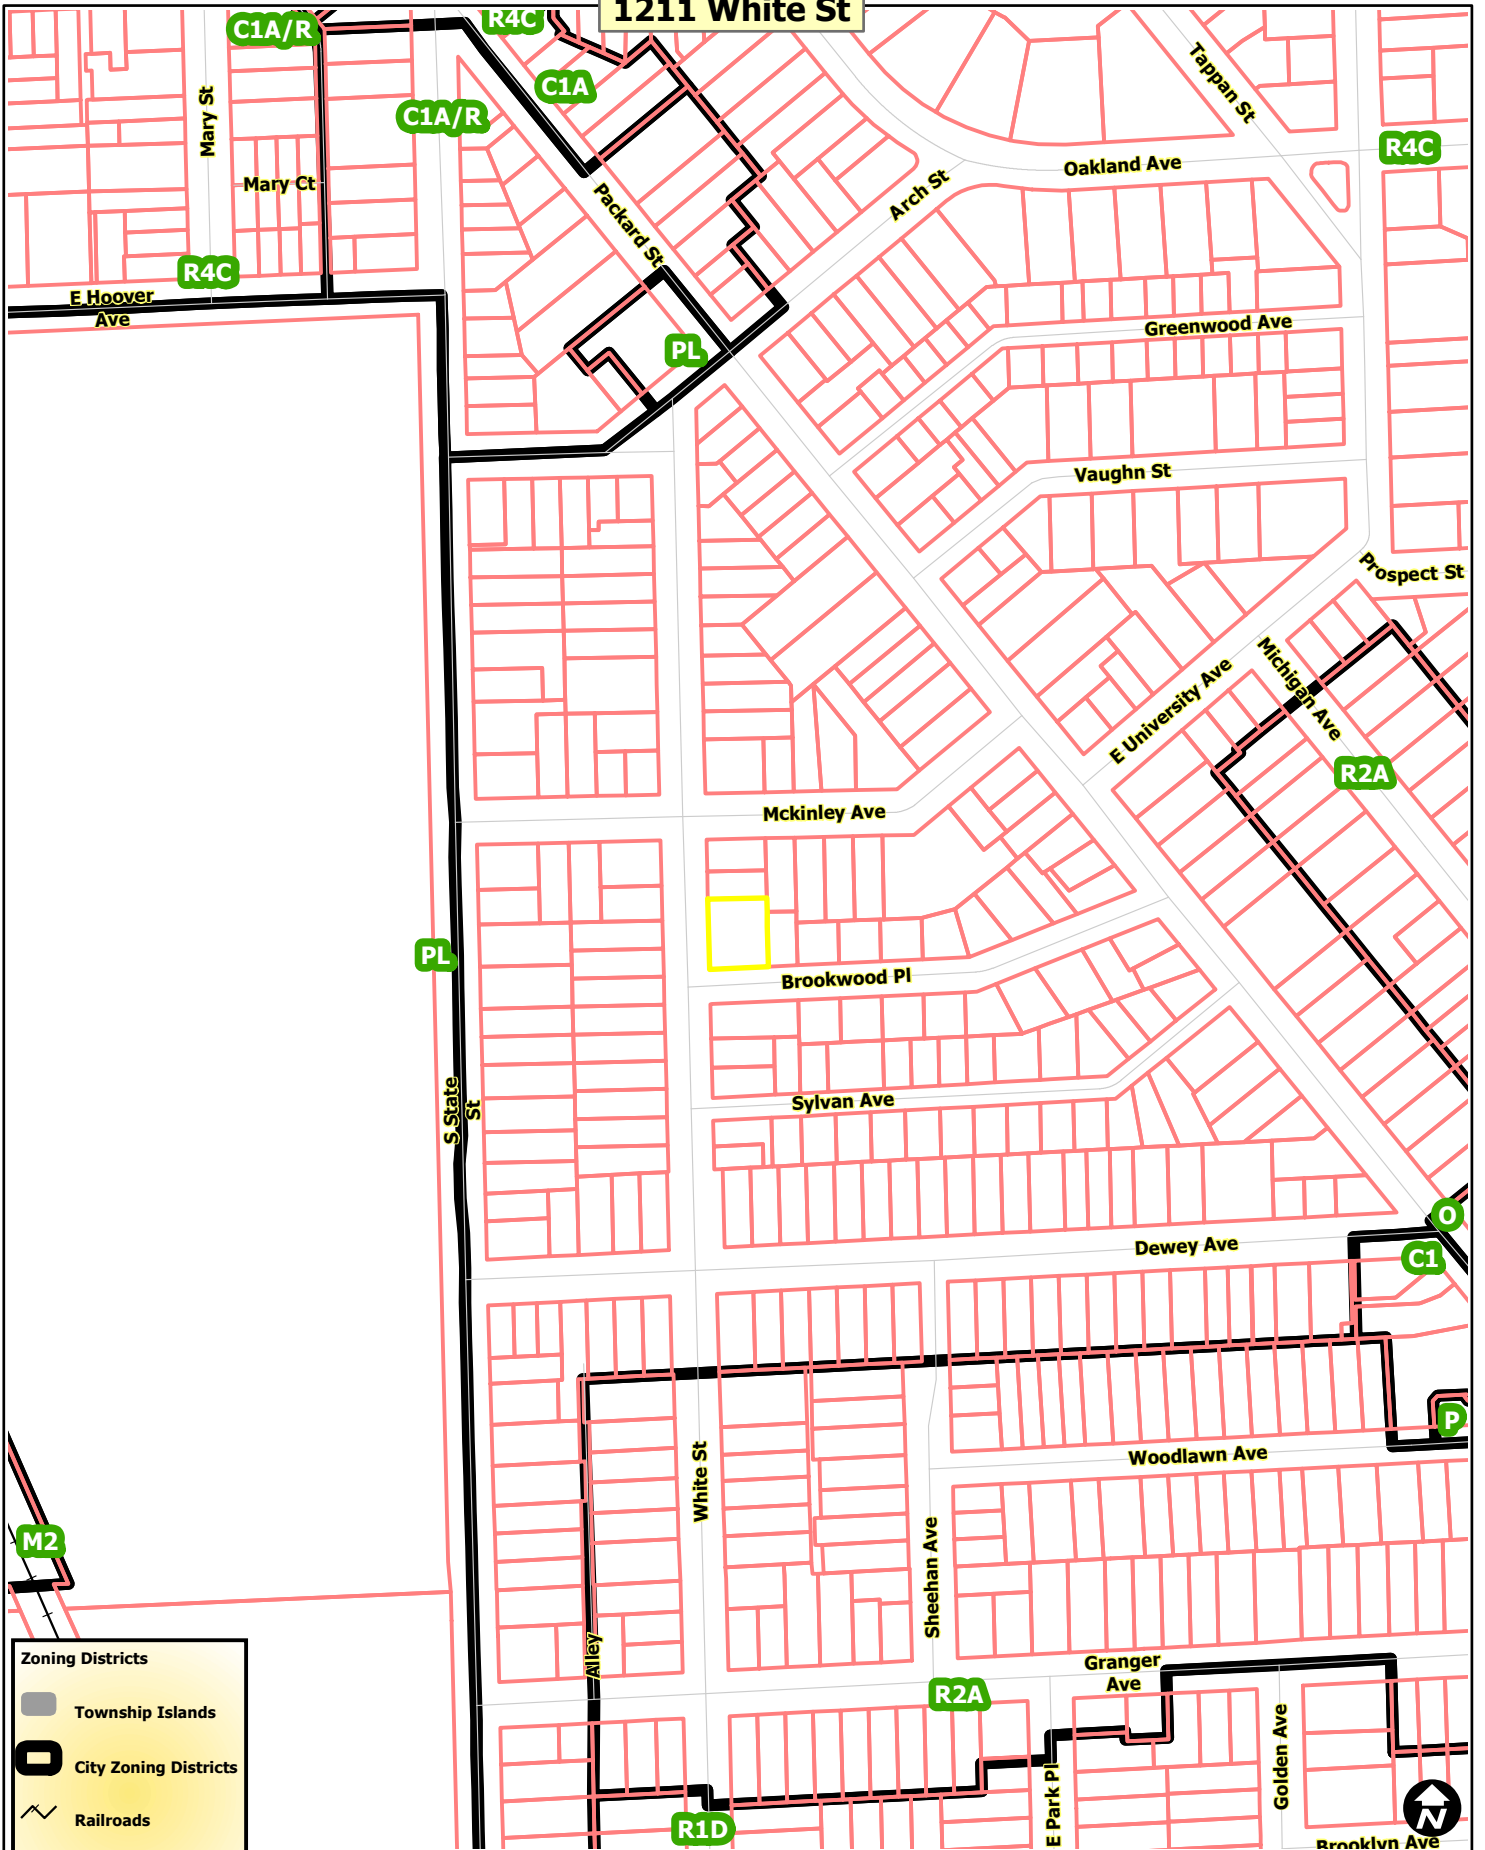 1211 White St
C1A/R
R4C
C1A
C1A/R
Tappan St
Mary St
R4C
Oakland Ave
Mary Ct
Arch St
Packard St
R4C
E Hoover
Ave
Greenwood Ave
PL
Vaughn St
Prospect St
Michigan Ave
E University Ave
R2A
Mckinley Ave
PL
Brookwood Pl
S State
St
Sylvan Ave
O
Dewey Ave
C1
P
Woodlawn Ave
White St
M2
Sheehan Ave
Alley
Granger
Ave
R2A
Golden Ave
E Park Pl
R1D
Brooklyn Ave
N
Zoning Districts
Township Islands
City Zoning Districts
Railroads